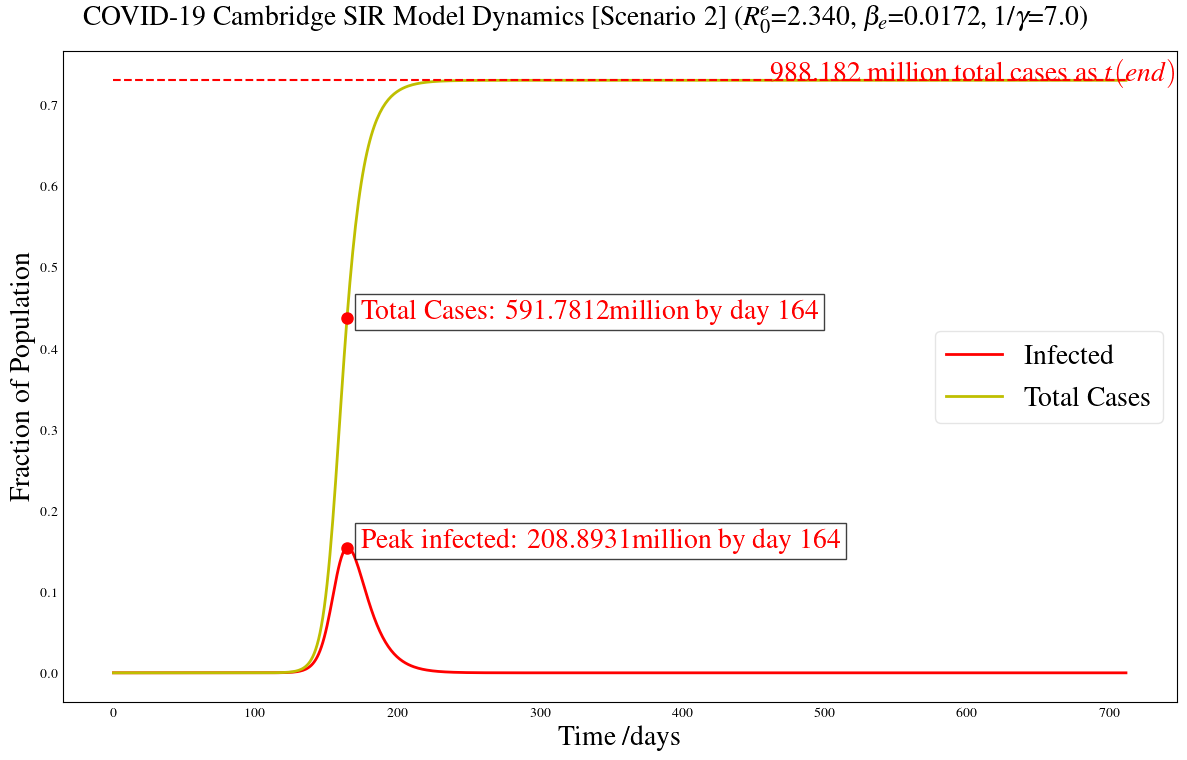 COVID-19 Cambridge SIR Model Dynamics [Scenario 2] (R₀ᵉ=2.340, βₑ=0.0172, 1/γ=7.0)
988.182 million total cases as t(end)
0.7
0.6
0.5
Total Cases: 591.7812million by day 164
0.4
Infected
Total Cases
0.3
0.2
Peak infected: 208.8931million by day 164
0.1
0.0
Fraction of Population
0 100 200 300 400 500 600 700
Time /days